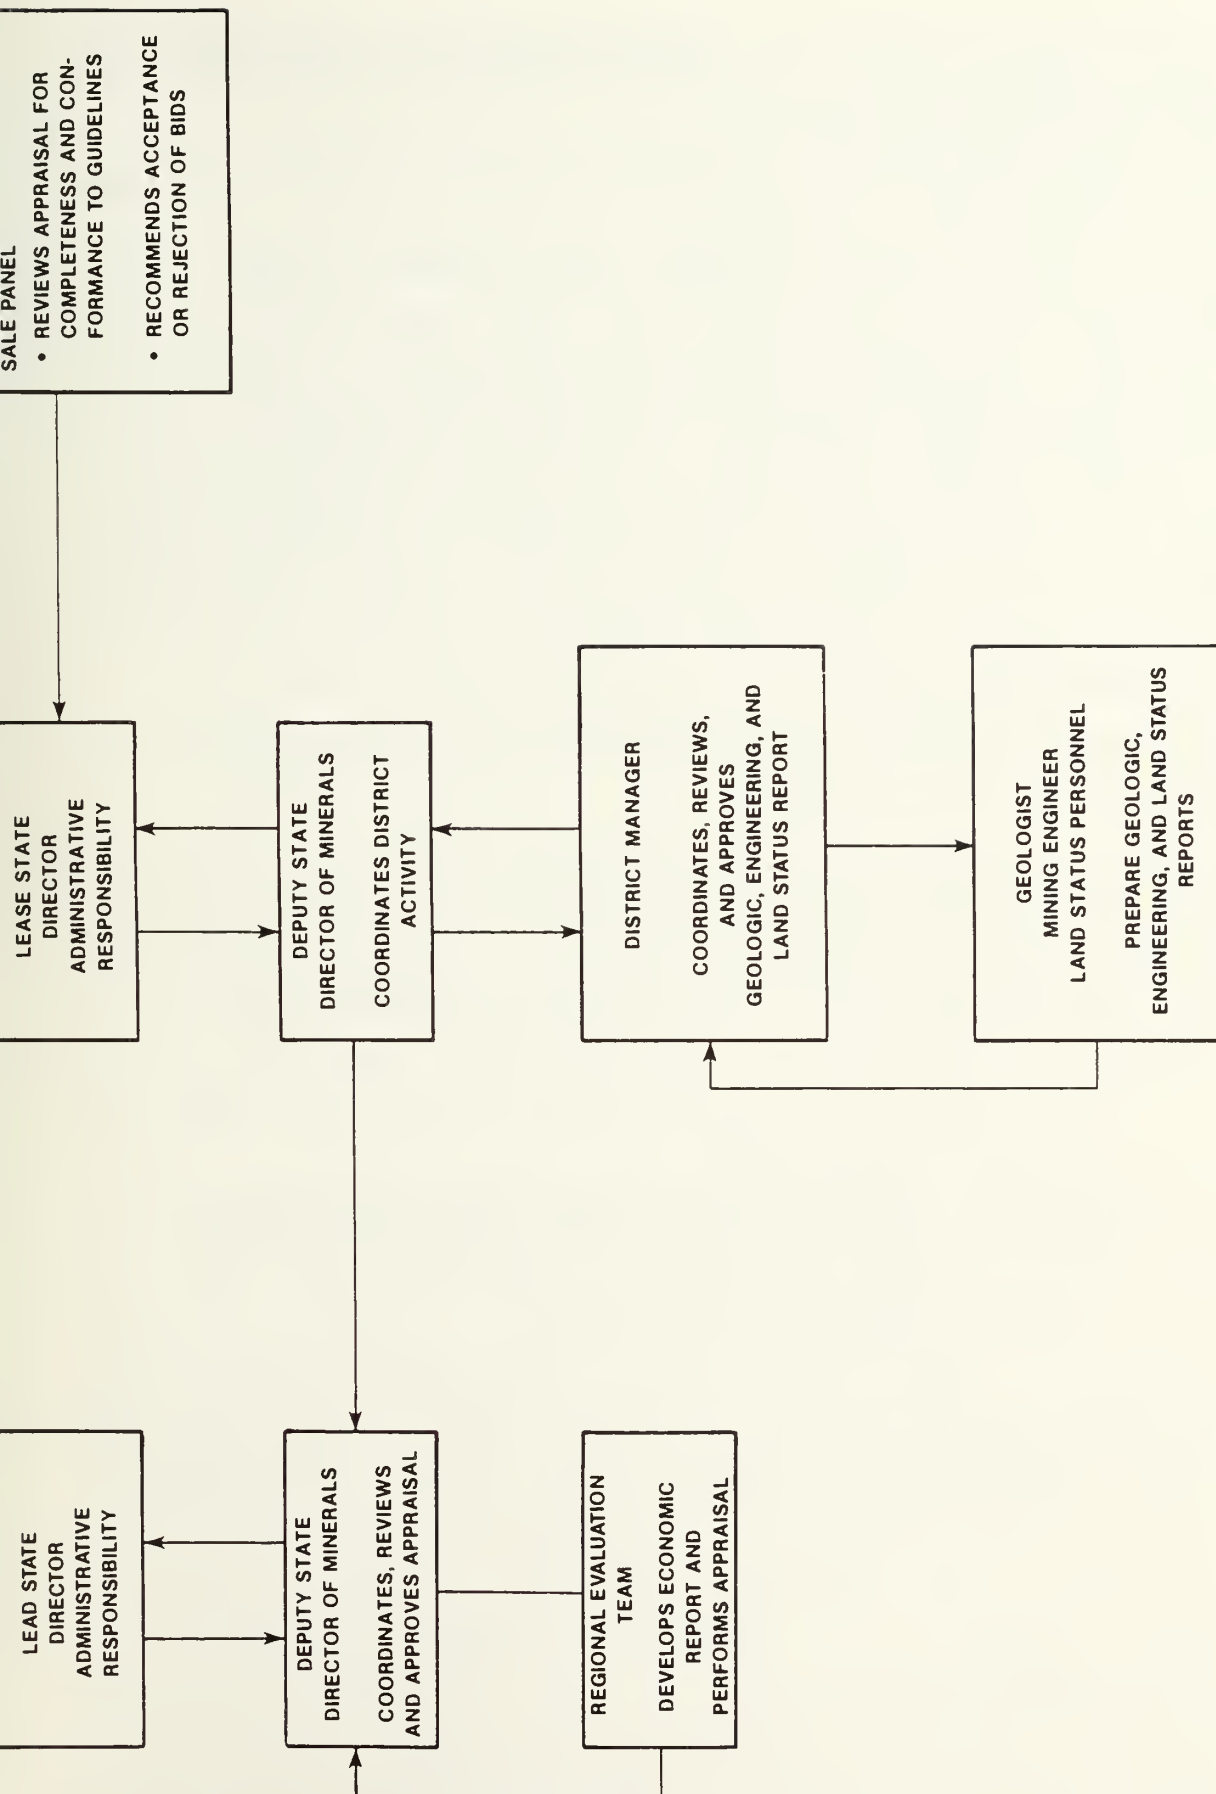 LEAD STATE
DIRECTOR
ADMINISTRATIVE
RESPONSIBILITY
DEPUTY STATE
DIRECTOR OF MINERALS
COORDINATES, REVIEWS
AND APPROVES APPRAISAL
REGIONAL EVALUATION
TEAM
DEVELOPS ECONOMIC
REPORT AND
PERFORMS APPRAISAL
LEASE STATE
DIRECTOR
ADMINISTRATIVE
RESPONSIBILITY
DEPUTY STATE
DIRECTOR OF MINERALS
COORDINATES DISTRICT
ACTIVITY
DISTRICT MANAGER
COORDINATES, REVIEWS,
AND APPROVES
GEOLOGIC, ENGINEERING, AND
LAND STATUS REPORT
GEOLOGIST
MINING ENGINEER
LAND STATUS PERSONNEL
PREPARE GEOLOGIC,
ENGINEERING, AND LAND STATUS
REPORTS
SALE PANEL
• REVIEWS APPRAISAL FOR
COMPLETENESS AND CON-
FORMANCE TO GUIDELINES
• RECOMMENDS ACCEPTANCE
OR REJECTION OF BIDS